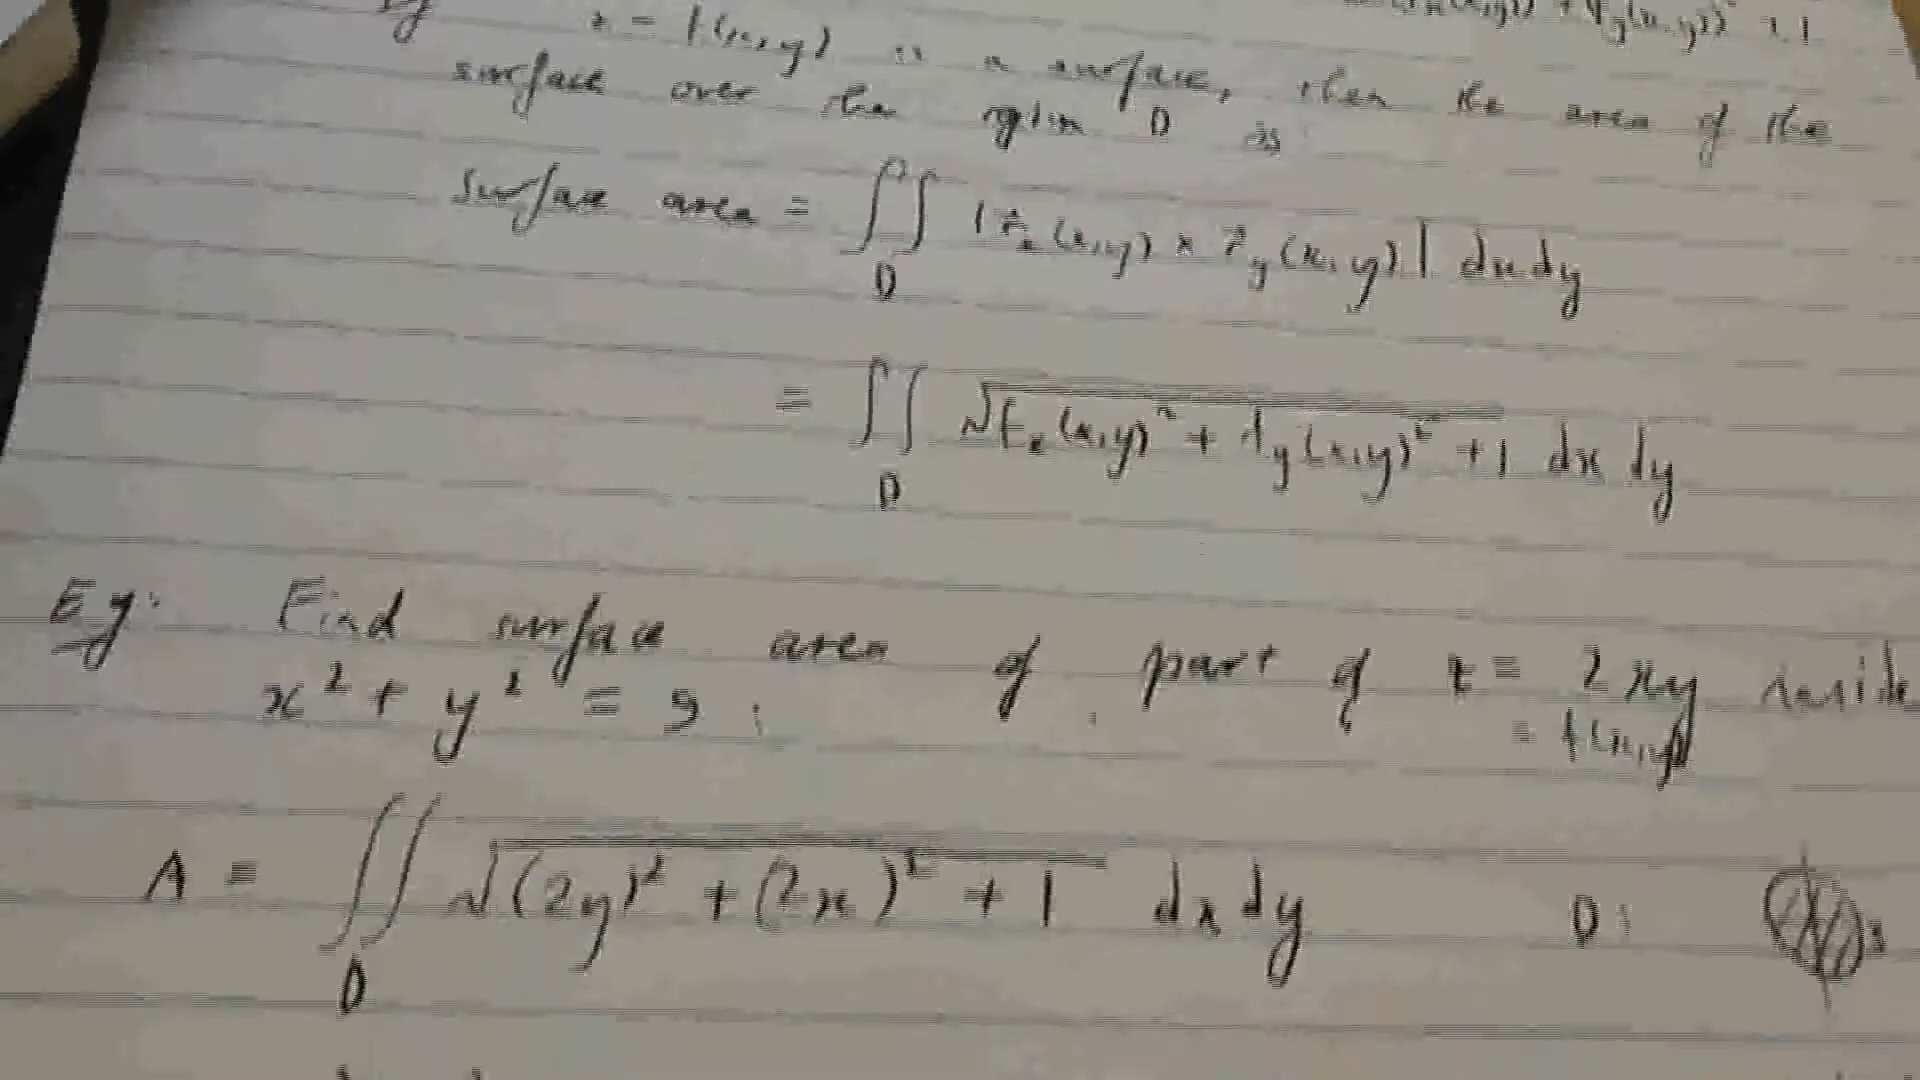 z = f(x,y) is a surface, then the area of the
surface over the region D is
surface area = ∬_D |r_x(x,y) × r_y(x,y)| dx dy
= ∬_D √(f_x(x,y)² + f_y(x,y)² + 1) dx dy
Eg: Find surface area of part of z = 2xy inside
x² + y² = 9; = f(x,y)
A = ∬_D √((2y)² + (2x)² + 1) dx dy D: 3